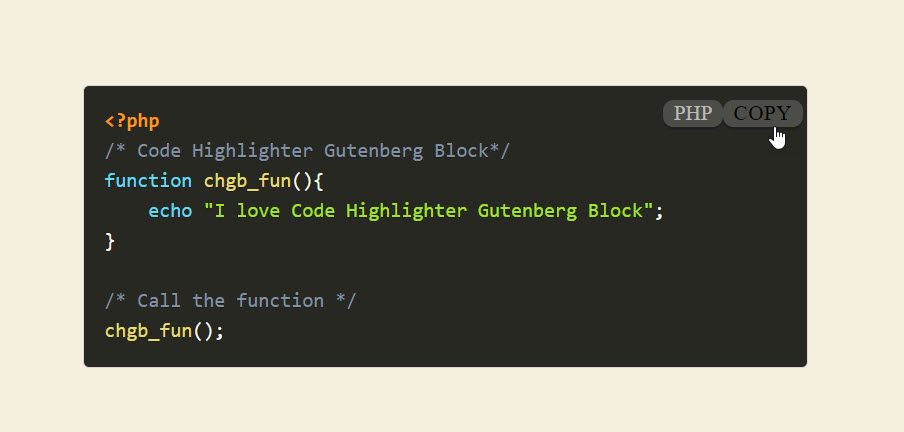 PHP COPY
<?php
/* Code Highlighter Gutenberg Block*/
function chgb_fun(){
    echo "I love Code Highlighter Gutenberg Block";
}

/* Call the function */
chgb_fun();